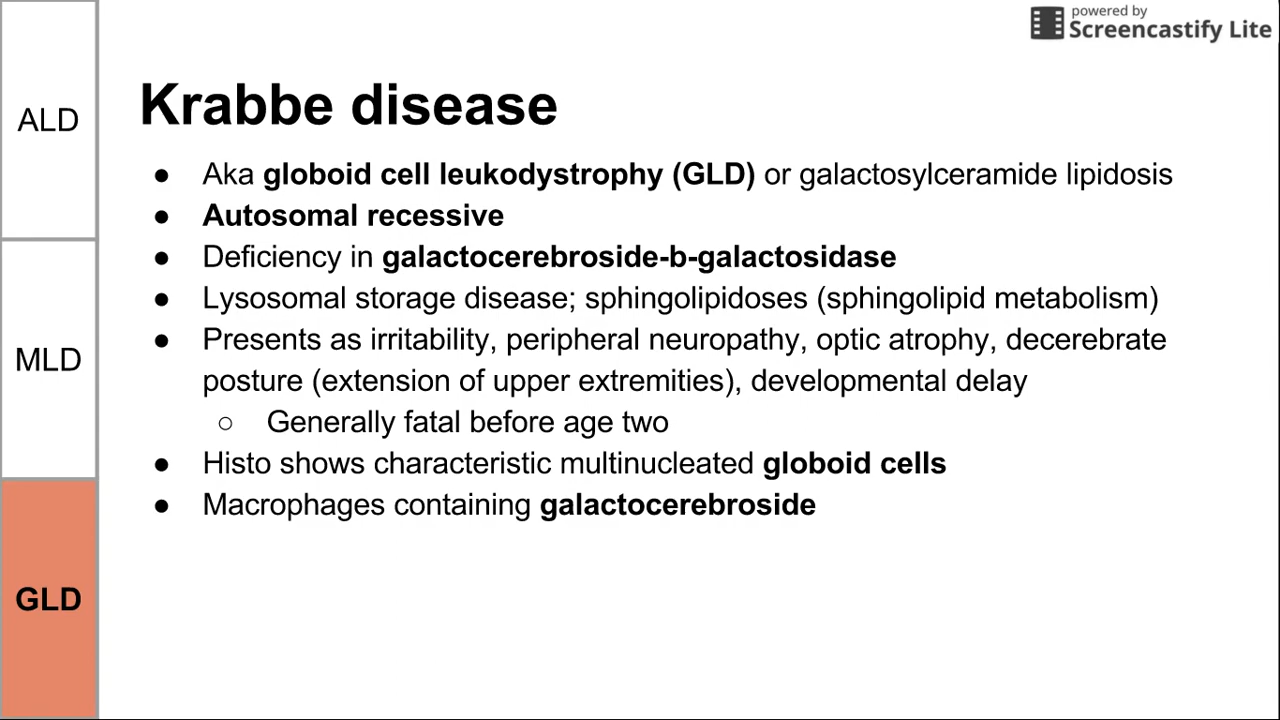 powered by
Screencastify Lite
ALD
MLD
GLD
Krabbe disease
● Aka globoid cell leukodystrophy (GLD) or galactosylceramide lipidosis
● Autosomal recessive
● Deficiency in galactocerebroside-b-galactosidase
● Lysosomal storage disease; sphingolipidoses (sphingolipid metabolism)
● Presents as irritability, peripheral neuropathy, optic atrophy, decerebrate
posture (extension of upper extremities), developmental delay
○ Generally fatal before age two
● Histo shows characteristic multinucleated globoid cells
● Macrophages containing galactocerebroside